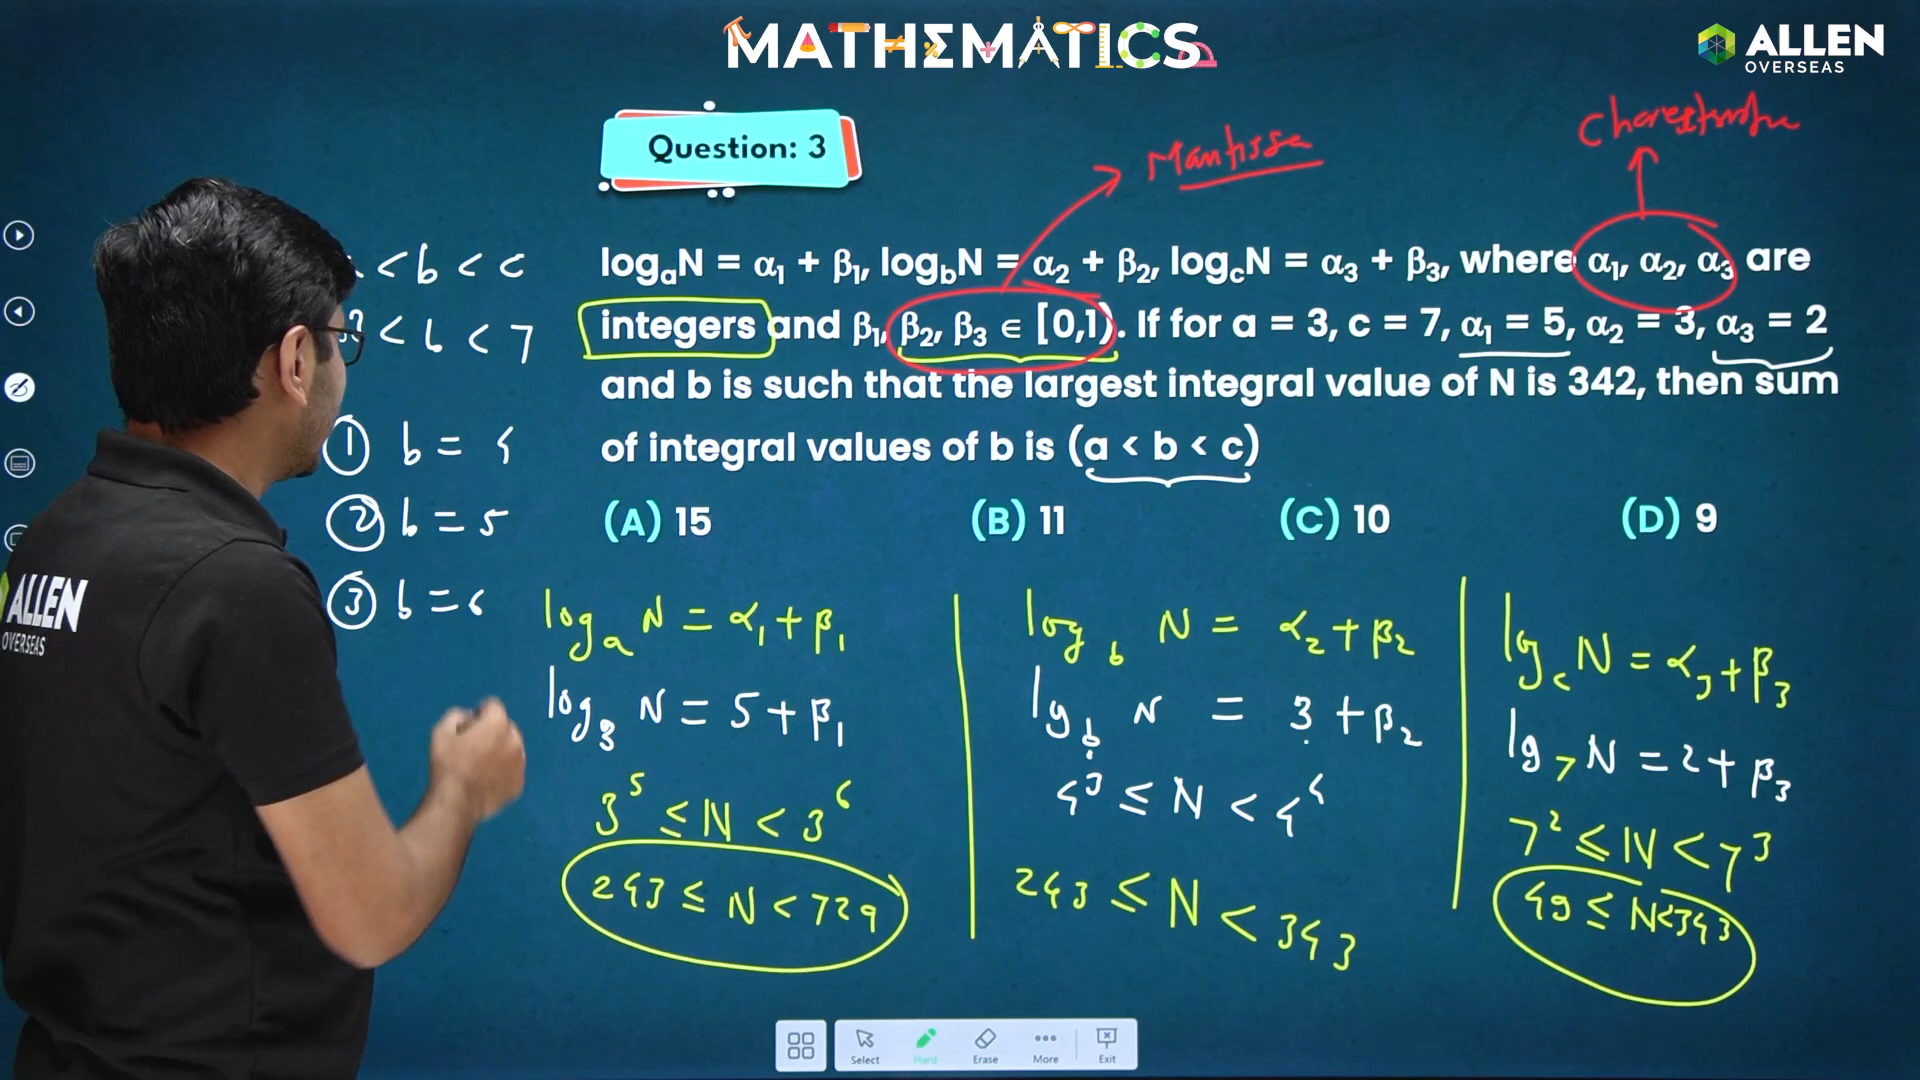 MATHEMATICS
ALLEN
OVERSEAS
Question: 3
Mantissa
logₐN = α₁ + β₁, log_bN = α₂ + β₂, log_cN = α₃ + β₃, where α₁, α₂, α₃ are
integers and β₁, β₂, β₃ ∈ [0,1). If for a = 3, c = 7, α₁ = 5, α₂ = 3, α₃ = 2
and b is such that the largest integral value of N is 342, then sum
of integral values of b is (a < b < c)
(A) 15 (B) 11 (C) 10 (D) 9
< b < c
3 < b < 7
① b = 4
② b = 5
③ b = 6
logₐ N = α₁ + β₁
log₃ N = 5 + β₁
3⁵ ≤ N < 3⁶
243 ≤ N < 729
log_b N = α₂ + β₂
log_b N = 3 + β₂
4³ ≤ N < 4⁴
243 ≤ N < 343
log_c N = α₃ + β₃
log₇ N = 2 + β₃
7² ≤ N < 7³
49 ≤ N < 343
ALLEN
OVERSEAS
Select Hand Erase More Exit